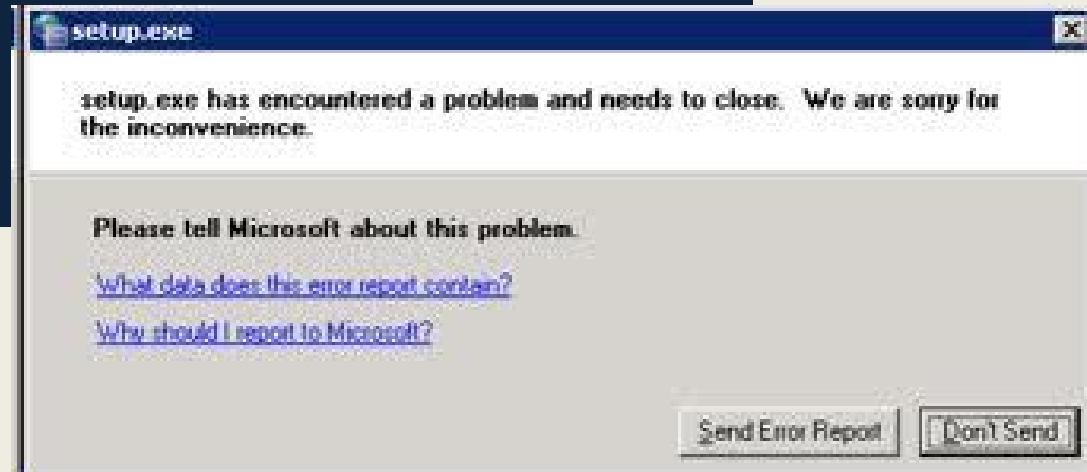 setup.exe
setup.exe has encountered a problem and needs to close. We are sorry for
the inconvenience.
Please tell Microsoft about this problem.
What data does this error report contain?
Why should I report to Microsoft?
Send Error Report
Don't Send